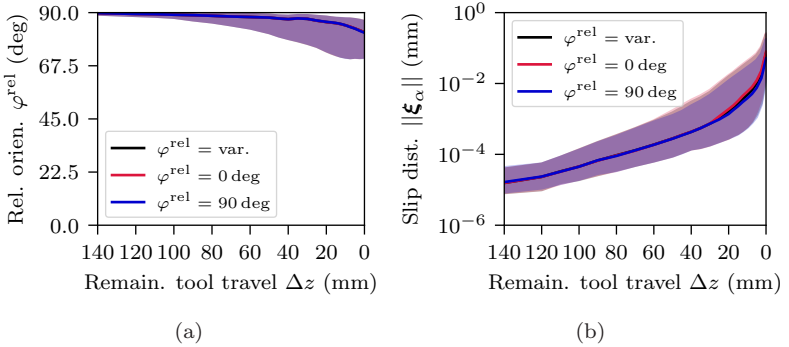 Rel. orien. φ^rel (deg)
90.0
67.5
45.0
22.5
0.0
φ^rel = var.
φ^rel = 0 deg
φ^rel = 90 deg
140 120 100 80 60 40 20 0
Remain. tool travel Δz (mm)
(a)
Slip dist. ||ξ_α|| (mm)
10^0
10^−2
10^−4
10^−6
φ^rel = var.
φ^rel = 0 deg
φ^rel = 90 deg
140 120 100 80 60 40 20 0
Remain. tool travel Δz (mm)
(b)